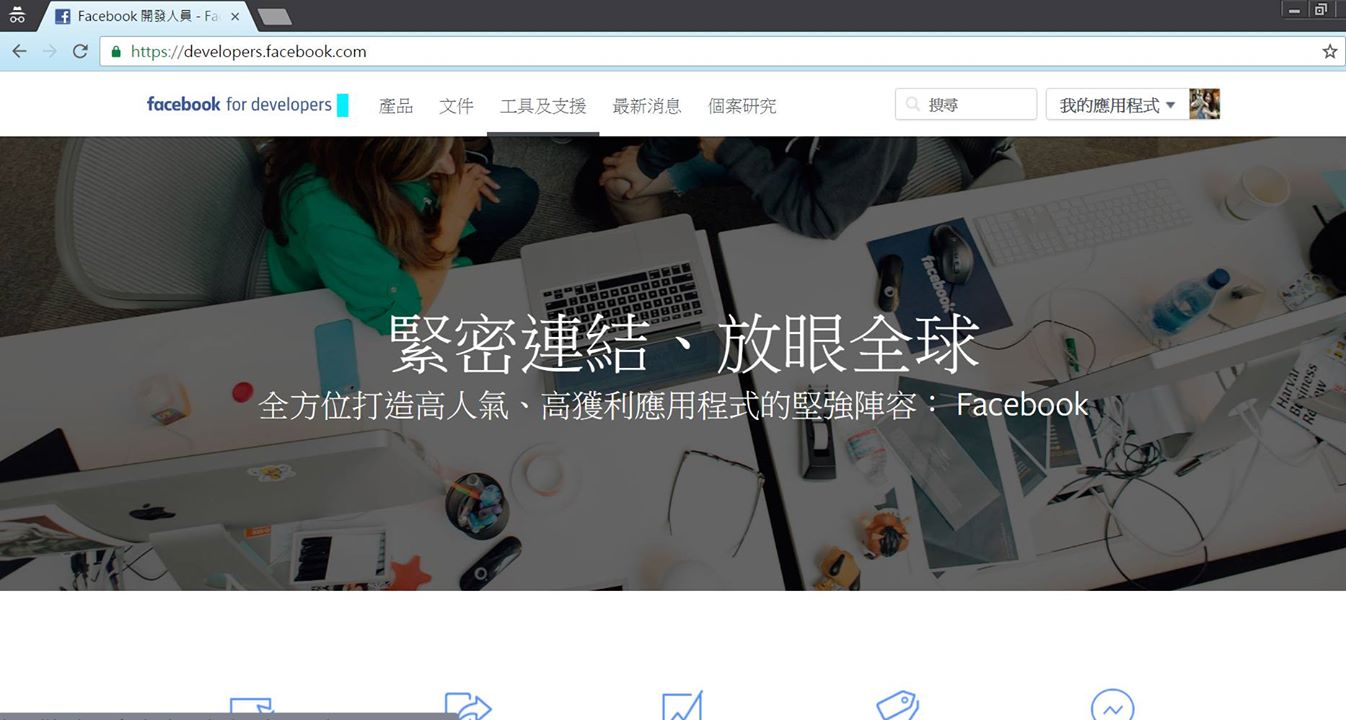 Facebook 開發人員 - Fa
https://developers.facebook.com
facebook for developers 產品 文件 工具及支援 最新消息 個案研究 搜尋 我的應用程式
facebook
緊密連結、放眼全球
全方位打造高人氣、高獲利應用程式的堅強陣容： Facebook
Harvard
Business